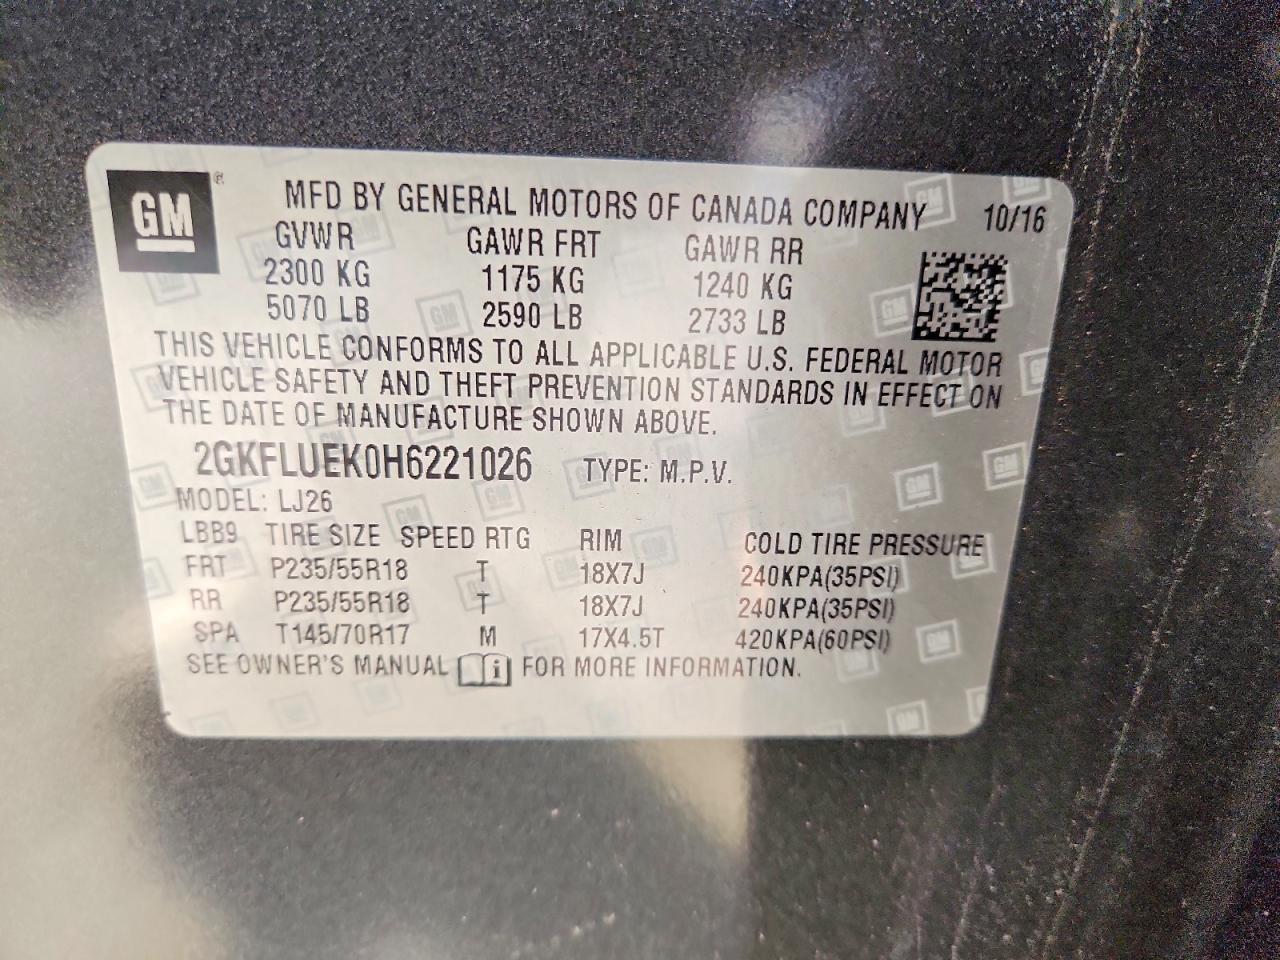 GM®
MFD BY GENERAL MOTORS OF CANADA COMPANY 10/16
GVWR GAWR FRT GAWR RR
2300 KG 1175 KG 1240 KG
5070 LB 2590 LB 2733 LB
THIS VEHICLE CONFORMS TO ALL APPLICABLE U.S. FEDERAL MOTOR
VEHICLE SAFETY AND THEFT PREVENTION STANDARDS IN EFFECT ON
THE DATE OF MANUFACTURE SHOWN ABOVE.
2GKFLUEK0H6221026 TYPE: M.P.V.
MODEL: LJ26
LBB9 TIRE SIZE SPEED RTG RIM COLD TIRE PRESSURE
FRT P235/55R18 T 18X7J 240KPA(35PSI)
RR P235/55R18 T 18X7J 240KPA(35PSI)
SPA T145/70R17 M 17X4.5T 420KPA(60PSI)
SEE OWNER'S MANUAL i FOR MORE INFORMATION.